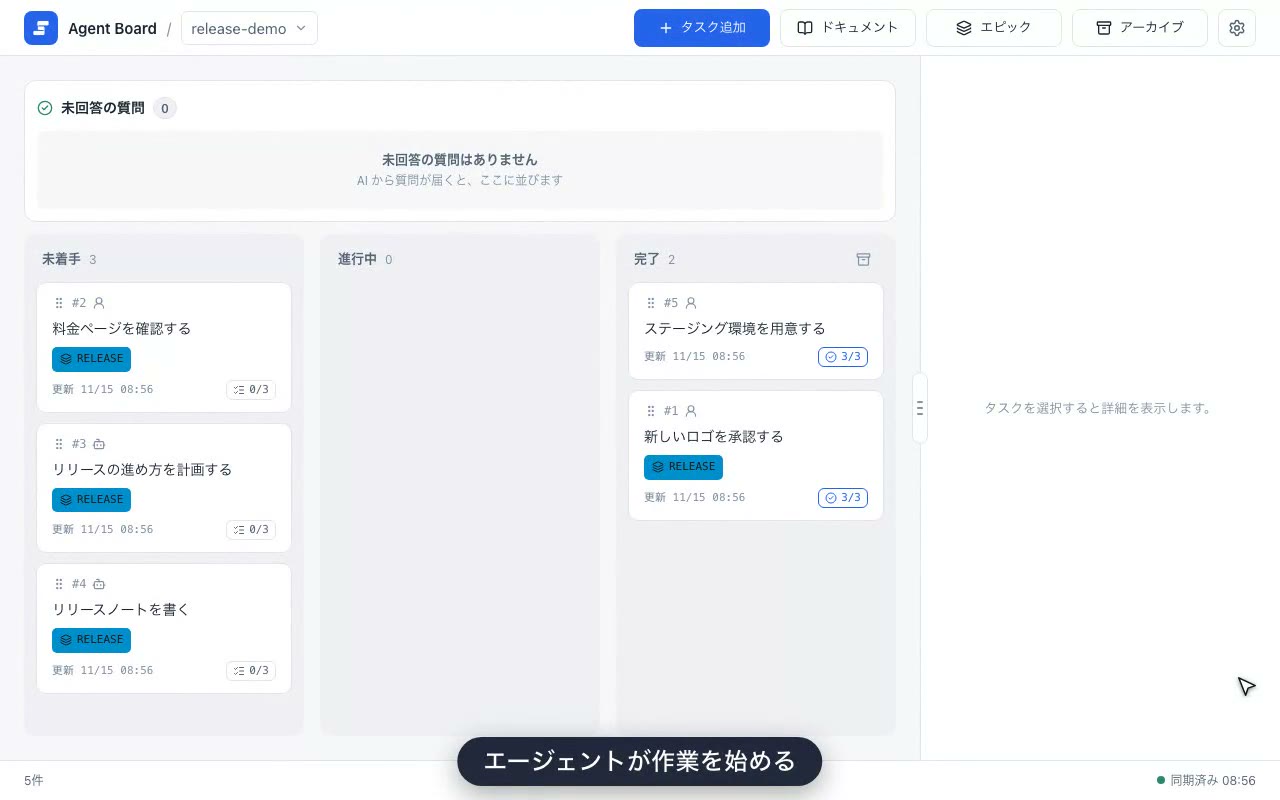 Agent Board / release-demo
タスク追加
ドキュメント
エピック
アーカイブ
未回答の質問 0
未回答の質問はありません
AI から質問が届くと、ここに並びます
未着手 3
#2
料金ページを確認する
RELEASE
更新 11/15 08:56
0/3
#3
リリースの進め方を計画する
RELEASE
更新 11/15 08:56
0/3
#4
リリースノートを書く
RELEASE
更新 11/15 08:56
0/3
進行中 0
完了 2
#5
ステージング環境を用意する
更新 11/15 08:56
3/3
#1
新しいロゴを承認する
RELEASE
更新 11/15 08:56
3/3
タスクを選択すると詳細を表示します。
エージェントが作業を始める
5件
同期済み 08:56